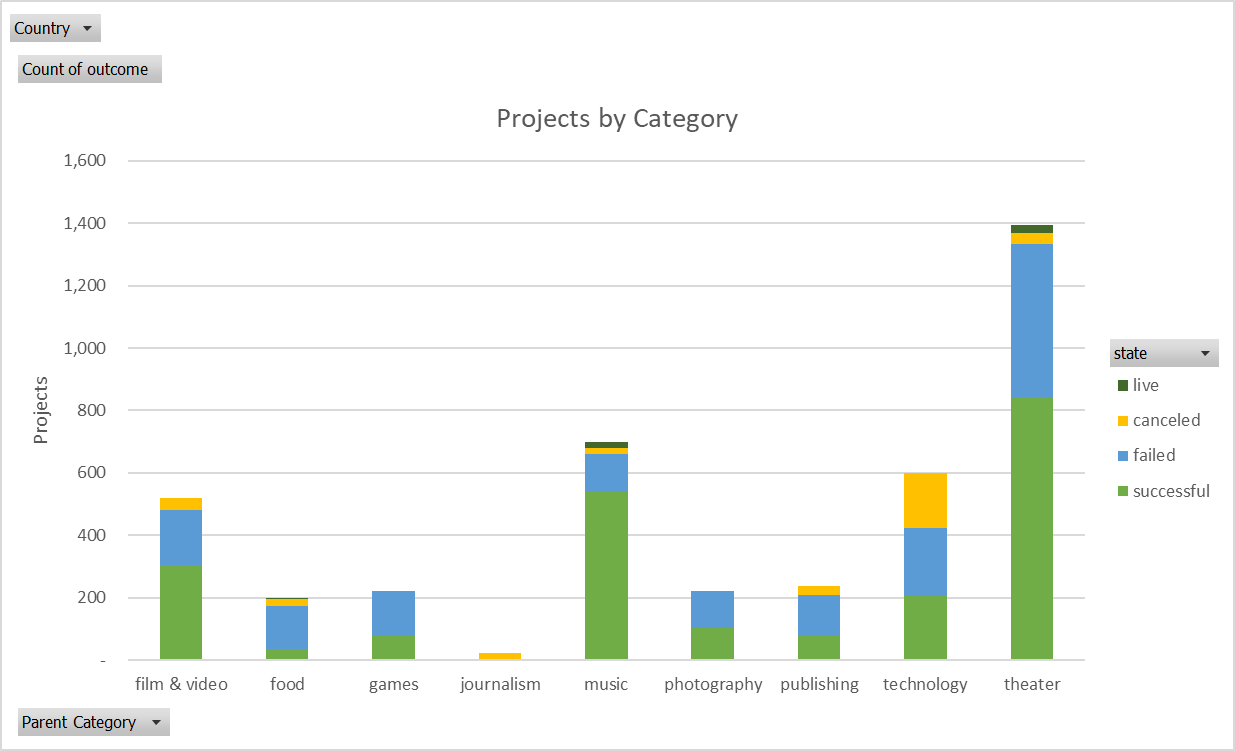 Country
Count of outcome
Projects by Category
1,600
1,400
1,200
1,000
800
600
400
200
-
Projects
film & video food games journalism music photography publishing technology theater
state
live
canceled
failed
successful
Parent Category